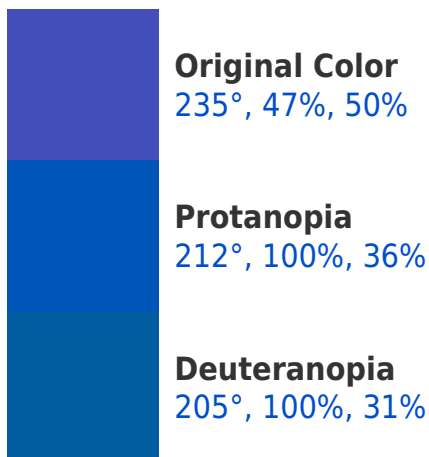 Original Color
235°, 47%, 50%
Protanopia
212°, 100%, 36%
Deuteranopia
205°, 100%, 31%